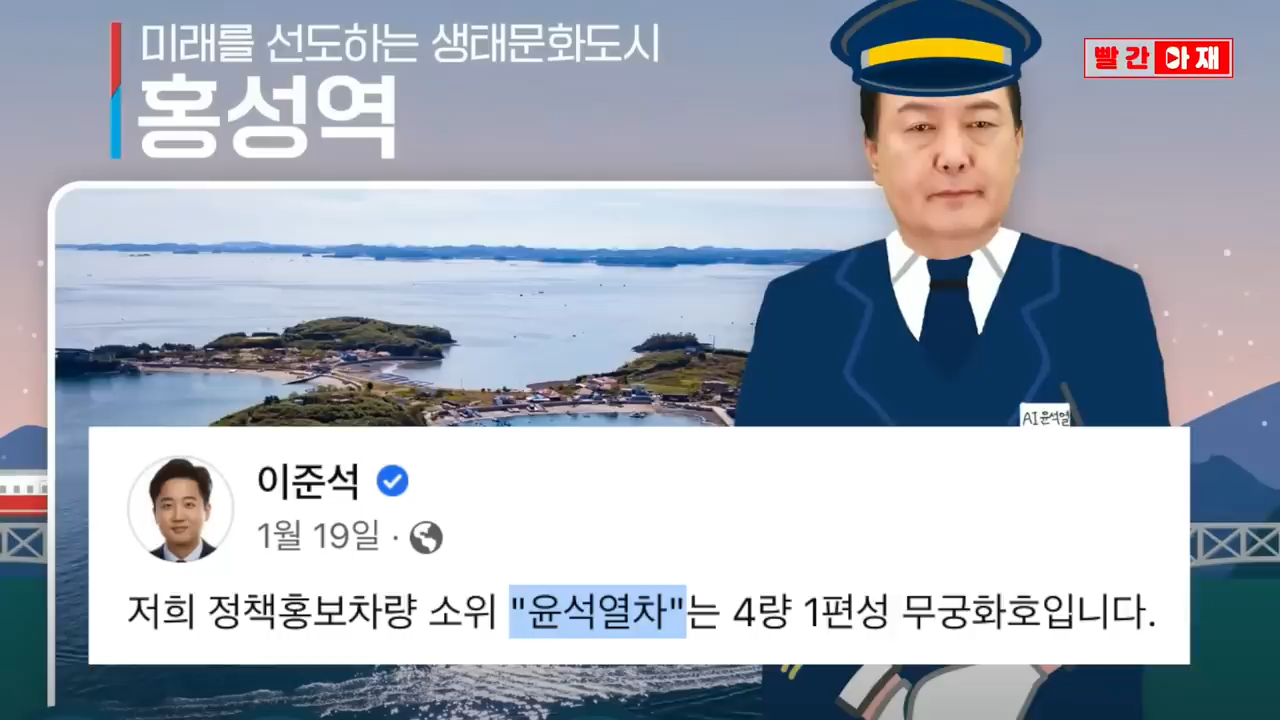 미래를 선도하는 생태문화도시
홍성역
빨간아재
AI 윤석열
이준석
1월 19일 ·
저희 정책홍보차량 소위 "윤석열차"는 4량 1편성 무궁화호입니다.